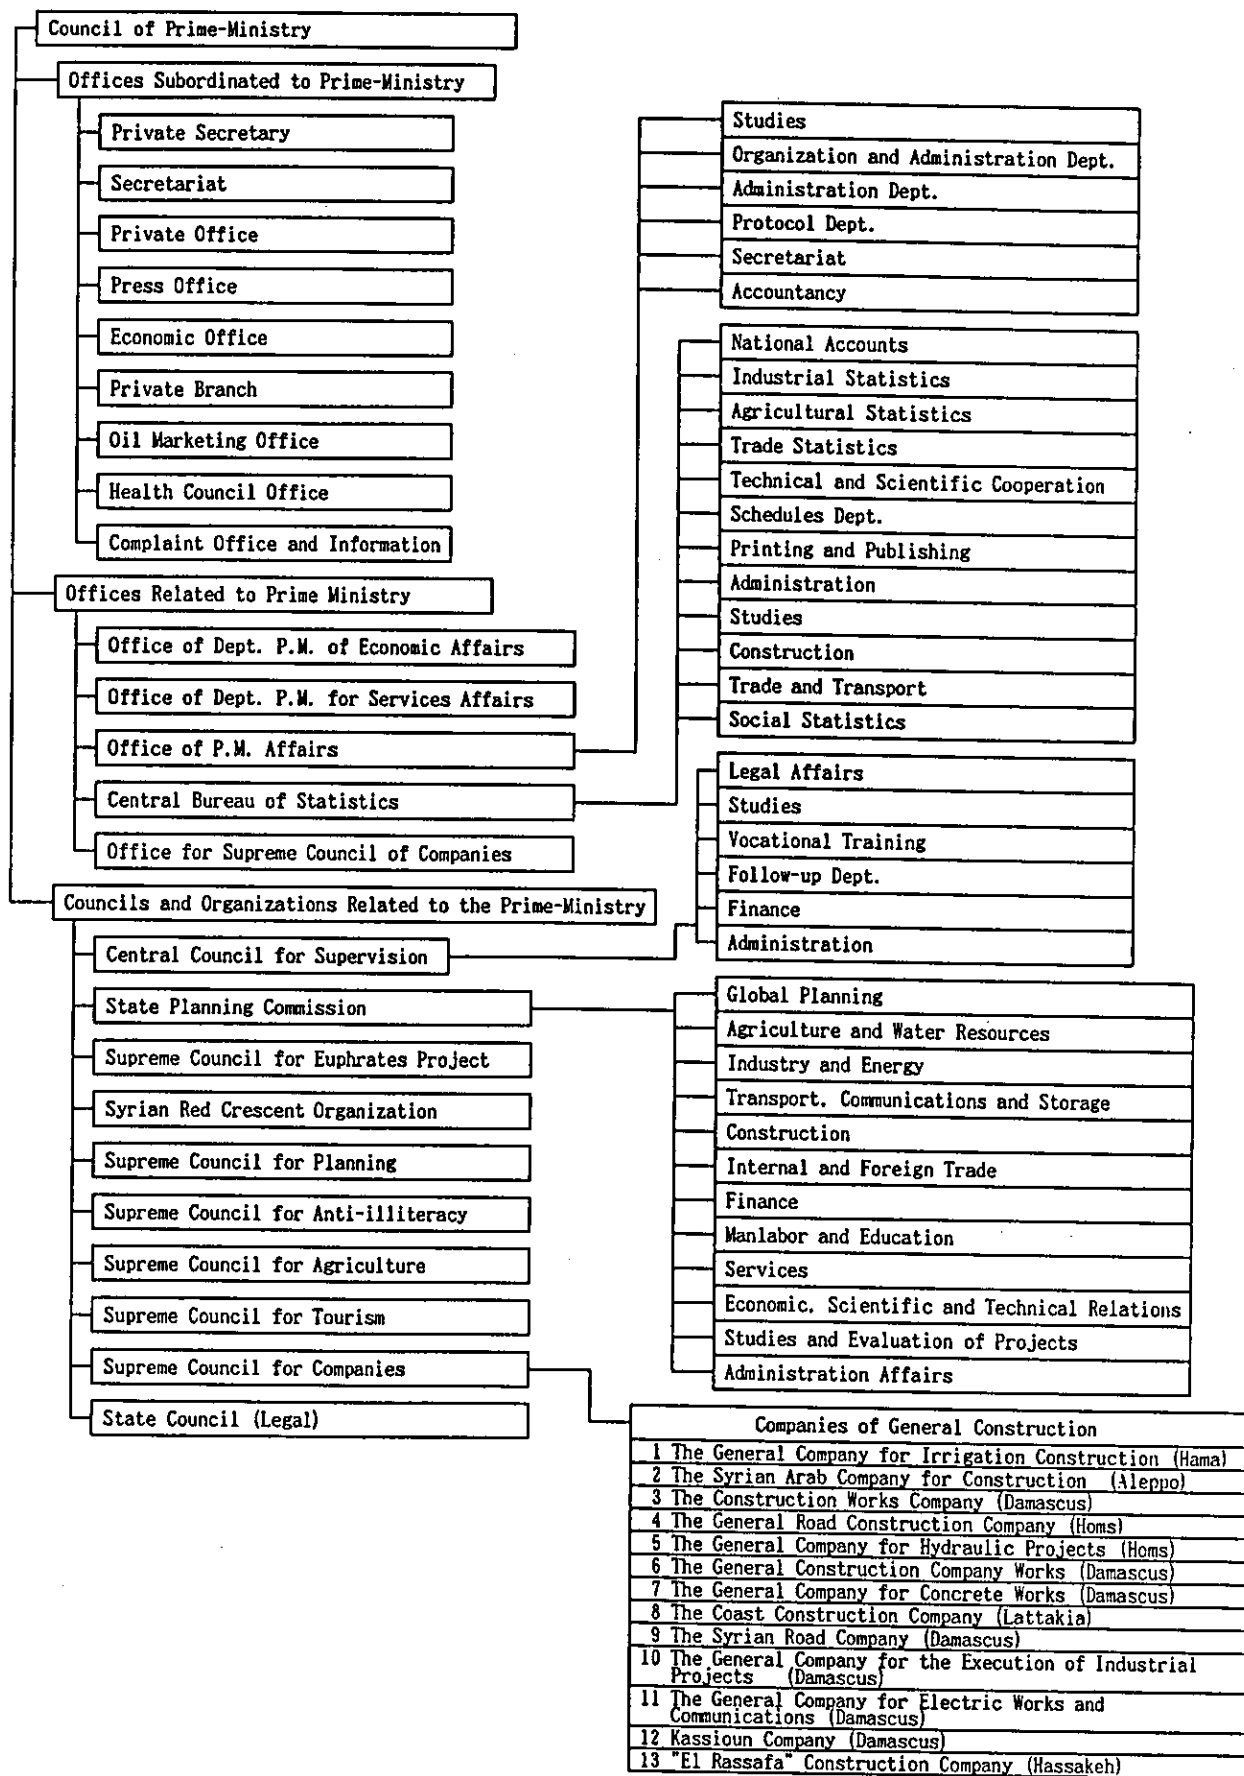 Council of Prime-Ministry
Offices Subordinated to Prime-Ministry
Private Secretary
Secretariat
Private Office
Press Office
Economic Office
Private Branch
Oil Marketing Office
Health Council Office
Complaint Office and Information
Offices Related to Prime Ministry
Office of Dept. P.M. of Economic Affairs
Office of Dept. P.M. for Services Affairs
Office of P.M. Affairs
Central Bureau of Statistics
Office for Supreme Council of Companies
Councils and Organizations Related to the Prime-Ministry
Central Council for Supervision
State Planning Commission
Supreme Council for Euphrates Project
Syrian Red Crescent Organization
Supreme Council for Planning
Supreme Council for Anti-illiteracy
Supreme Council for Agriculture
Supreme Council for Tourism
Supreme Council for Companies
State Council (Legal)
Studies
Organization and Administration Dept.
Administration Dept.
Protocol Dept.
Secretariat
Accountancy
National Accounts
Industrial Statistics
Agricultural Statistics
Trade Statistics
Technical and Scientific Cooperation
Schedules Dept.
Printing and Publishing
Administration
Studies
Construction
Trade and Transport
Social Statistics
Legal Affairs
Studies
Vocational Training
Follow-up Dept.
Finance
Administration
Global Planning
Agriculture and Water Resources
Industry and Energy
Transport. Communications and Storage
Construction
Internal and Foreign Trade
Finance
Manlabor and Education
Services
Economic. Scientific and Technical Relations
Studies and Evaluation of Projects
Administration Affairs
Companies of General Construction
1 The General Company for Irrigation Construction (Hama)
2 The Syrian Arab Company for Construction (Aleppo)
3 The Construction Works Company (Damascus)
4 The General Road Construction Company (Homs)
5 The General Company for Hydraulic Projects (Homs)
6 The General Construction Company Works (Damascus)
7 The General Company for Concrete Works (Damascus)
8 The Coast Construction Company (Lattakia)
9 The Syrian Road Company (Damascus)
10 The General Company for the Execution of Industrial
Projects (Damascus)
11 The General Company for Electric Works and
Communications (Damascus)
12 Kassioun Company (Damascus)
13 "El Rassafa" Construction Company (Hassakeh)